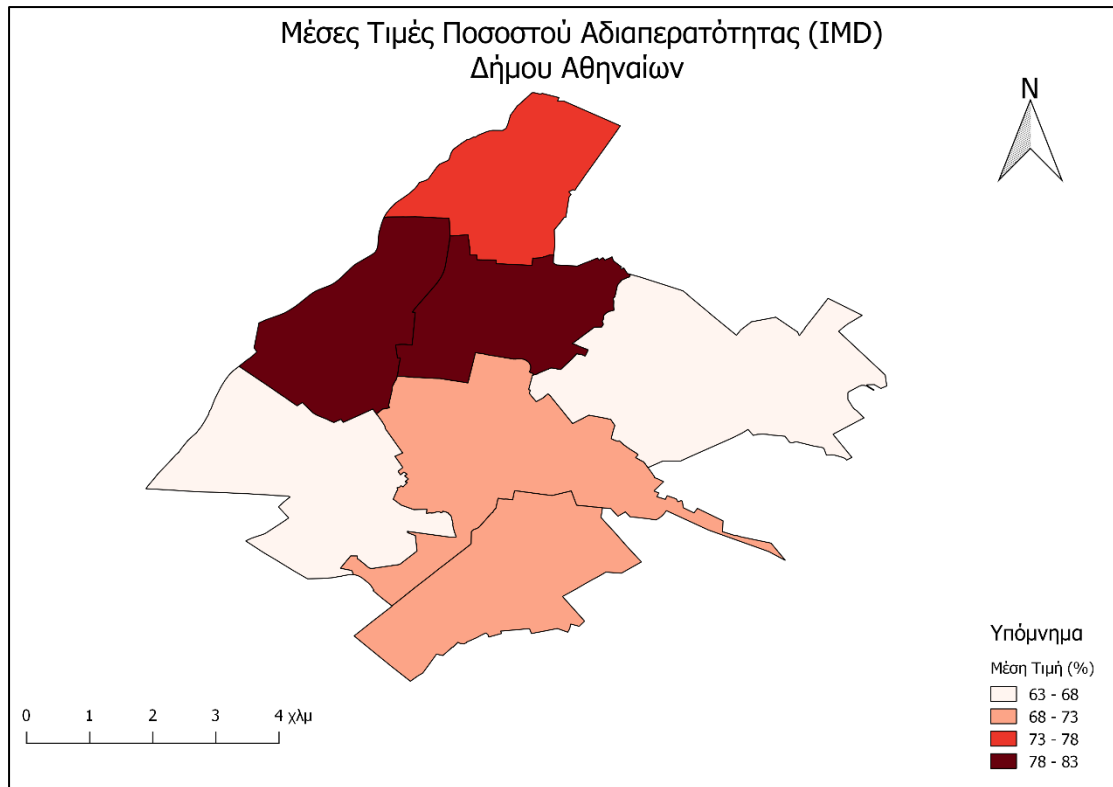 Μέσες Τιμές Ποσοστού Αδιαπερατότητας (IMD)
Δήμου Αθηναίων
N
Υπόμνημα
Μέση Τιμή (%)
63 - 68
68 - 73
73 - 78
78 - 83
0 1 2 3 4 χλμ